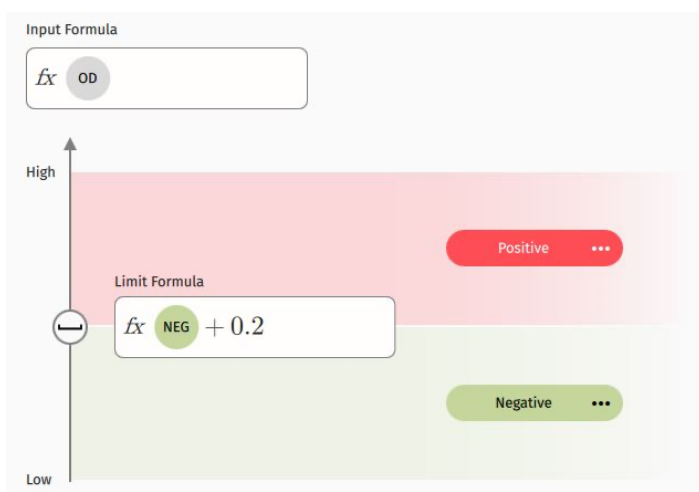 Input Formula
fx OD
High
Positive •••
Limit Formula
fx NEG + 0.2
Negative •••
Low